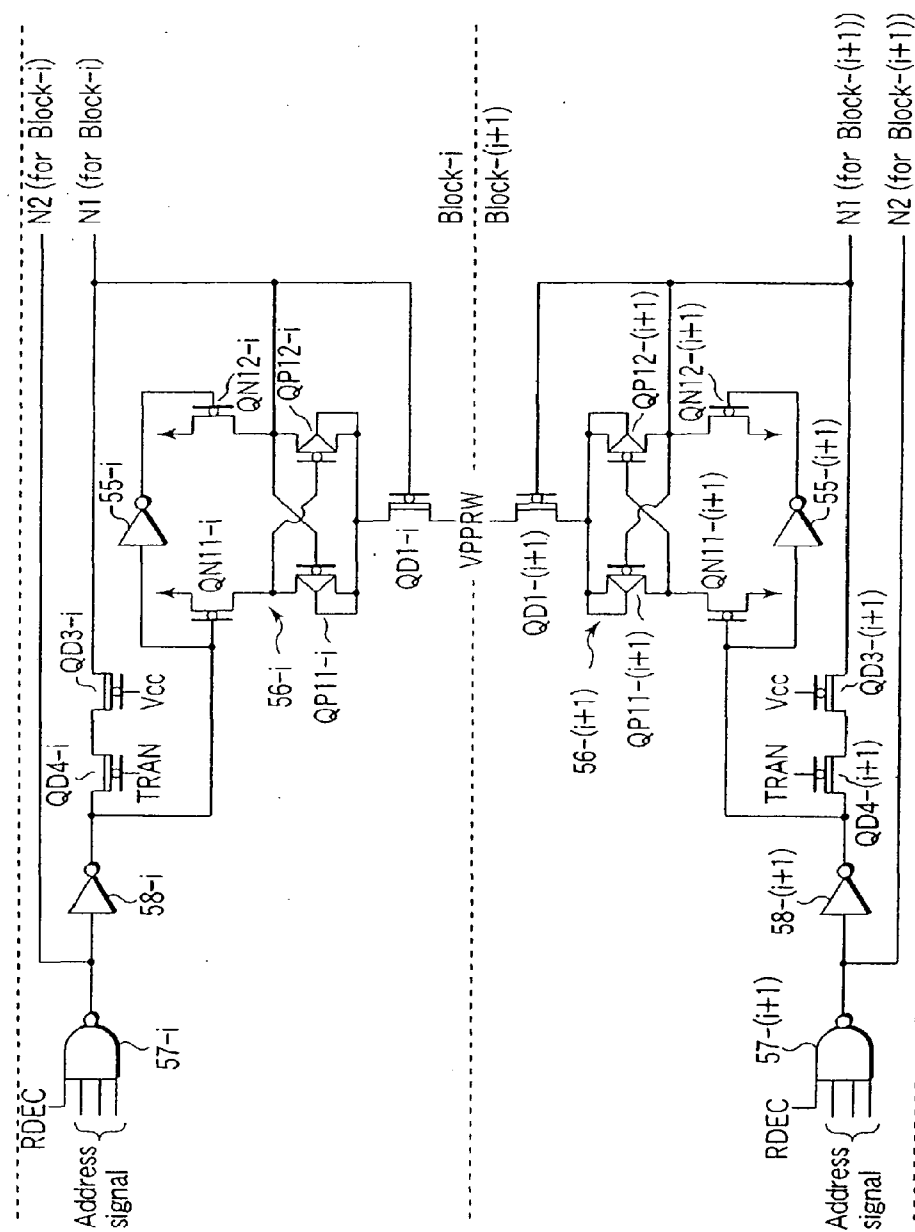 RDEC
Address
signal
57-i
58-i
TRAN
QD4-i
Vcc
QD3-i
N2 (for Block-i)
N1 (for Block-i)
55-i
QN11-i
QN12-i
56-i
QP11-i
QP12-i
QD1-i
Block-i
VPPRW
Block-(i+1)
QD1-(i+1)
56-(i+1)
QP11-(i+1)
QP12-(i+1)
QN11-(i+1)
QN12-(i+1)
55-(i+1)
TRAN
Vcc
QD4-(i+1)
QD3-(i+1)
RDEC
Address
signal
57-(i+1)
58-(i+1)
N1 (for Block-(i+1))
N2 (for Block-(i+1))